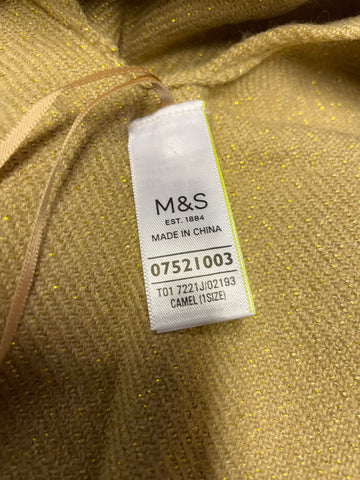 M&S
EST. 1884
MADE IN CHINA
07521003
T01 7221J/02193
CAMEL (1SIZE)